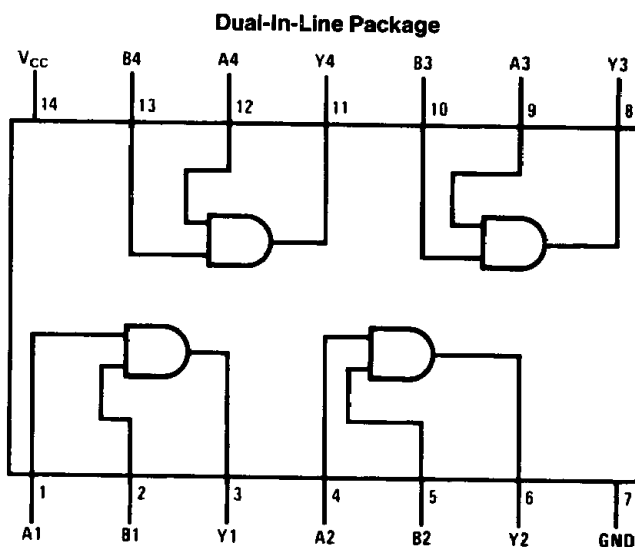 Dual-In-Line Package
VCC B4 A4 Y4 B3 A3 Y3
14 13 12 11 10 9 8
1 2 3 4 5 6 7
A1 B1 Y1 A2 B2 Y2 GND